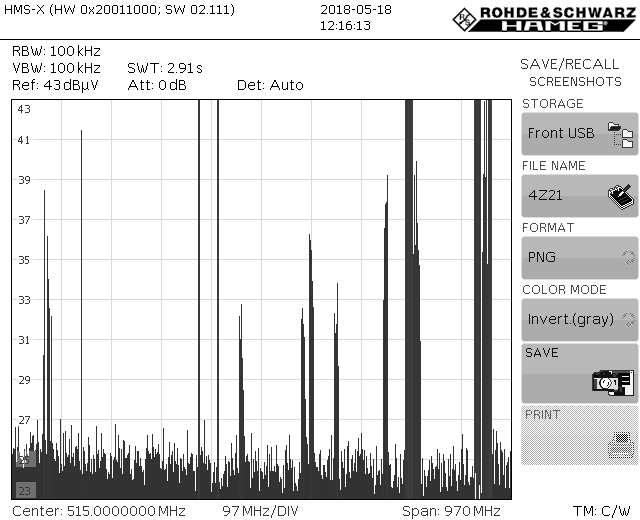 HMS-X (HW 0x20011000; SW 02.111)
2018-05-18
12:16:13
ROHDE&SCHWARZ
HAMEG
RBW: 100 kHz
VBW: 100 kHz SWT: 2.91 s
Ref: 43 dBµV Att: 0 dB Det: Auto
SAVE/RECALL
SCREENSHOTS
STORAGE
Front USB
FILE NAME
4Z21
FORMAT
PNG
COLOR MODE
Invert.(gray)
SAVE
PRINT
43
41
39
37
35
33
31
29
27
25
23
Center: 515.0000000 MHz 97 MHz/DIV Span: 970 MHz TM: C/W